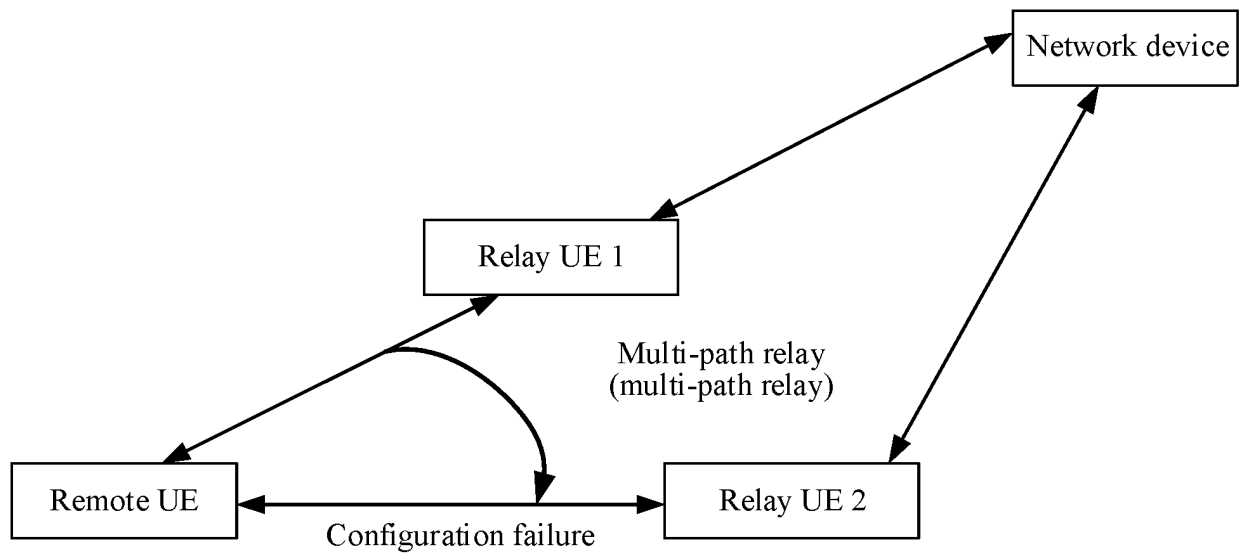 Network device
Relay UE 1
Multi-path relay
(multi-path relay)
Remote UE
Relay UE 2
Configuration failure